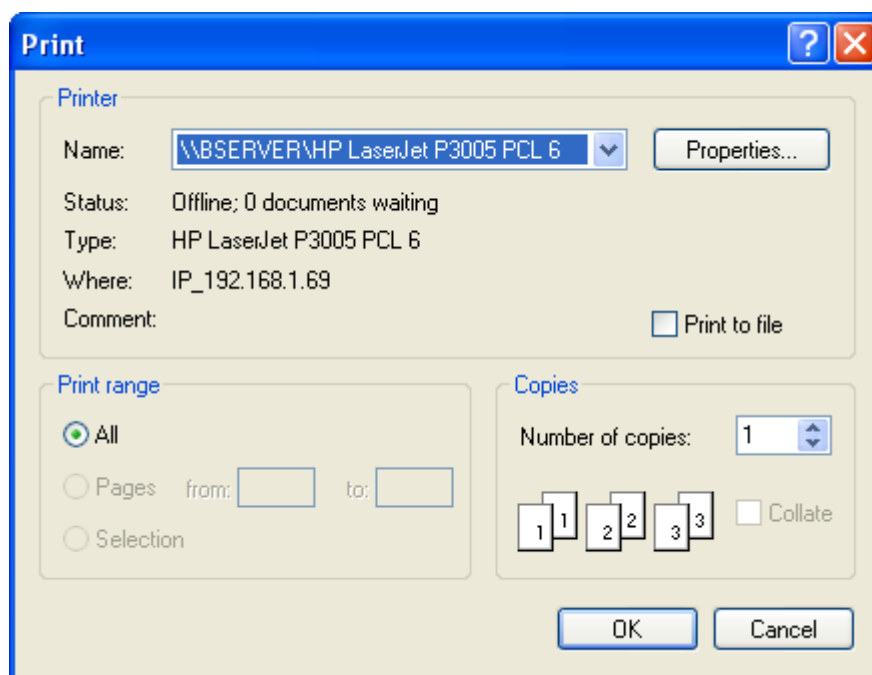 Print
Printer
Name: \\BSERVER\HP LaserJet P3005 PCL 6 Properties...
Status: Offline; 0 documents waiting
Type: HP LaserJet P3005 PCL 6
Where: IP_192.168.1.69
Comment: Print to file
Print range
All
Pages from: to:
Selection
Copies
Number of copies: 1
1 1 2 2 3 3 Collate
OK Cancel